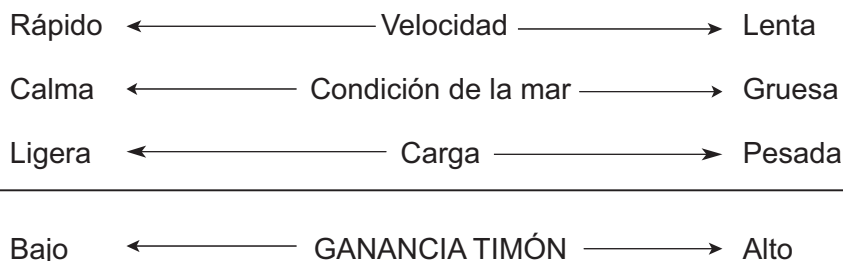 Rápido Velocidad Lenta
Calma Condición de la mar Gruesa
Ligera Carga Pesada
Bajo GANANCIA TIMÓN Alto